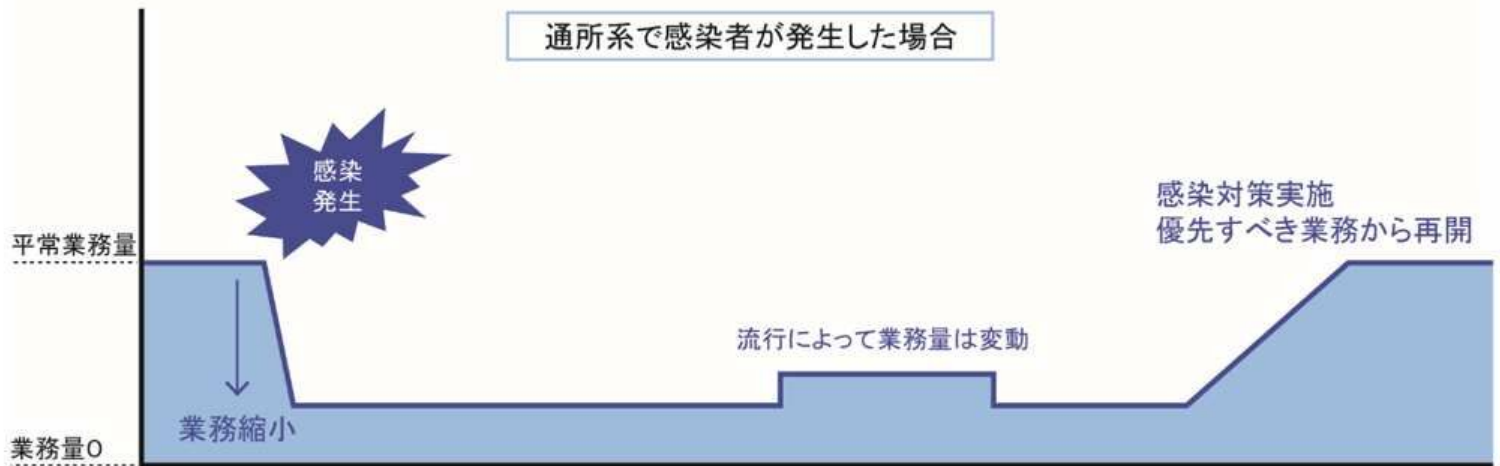 通所系で感染者が発生した場合
感染
発生
感染対策実施
優先すべき業務から再開
平常業務量
流行によって業務量は変動
業務縮小
業務量0